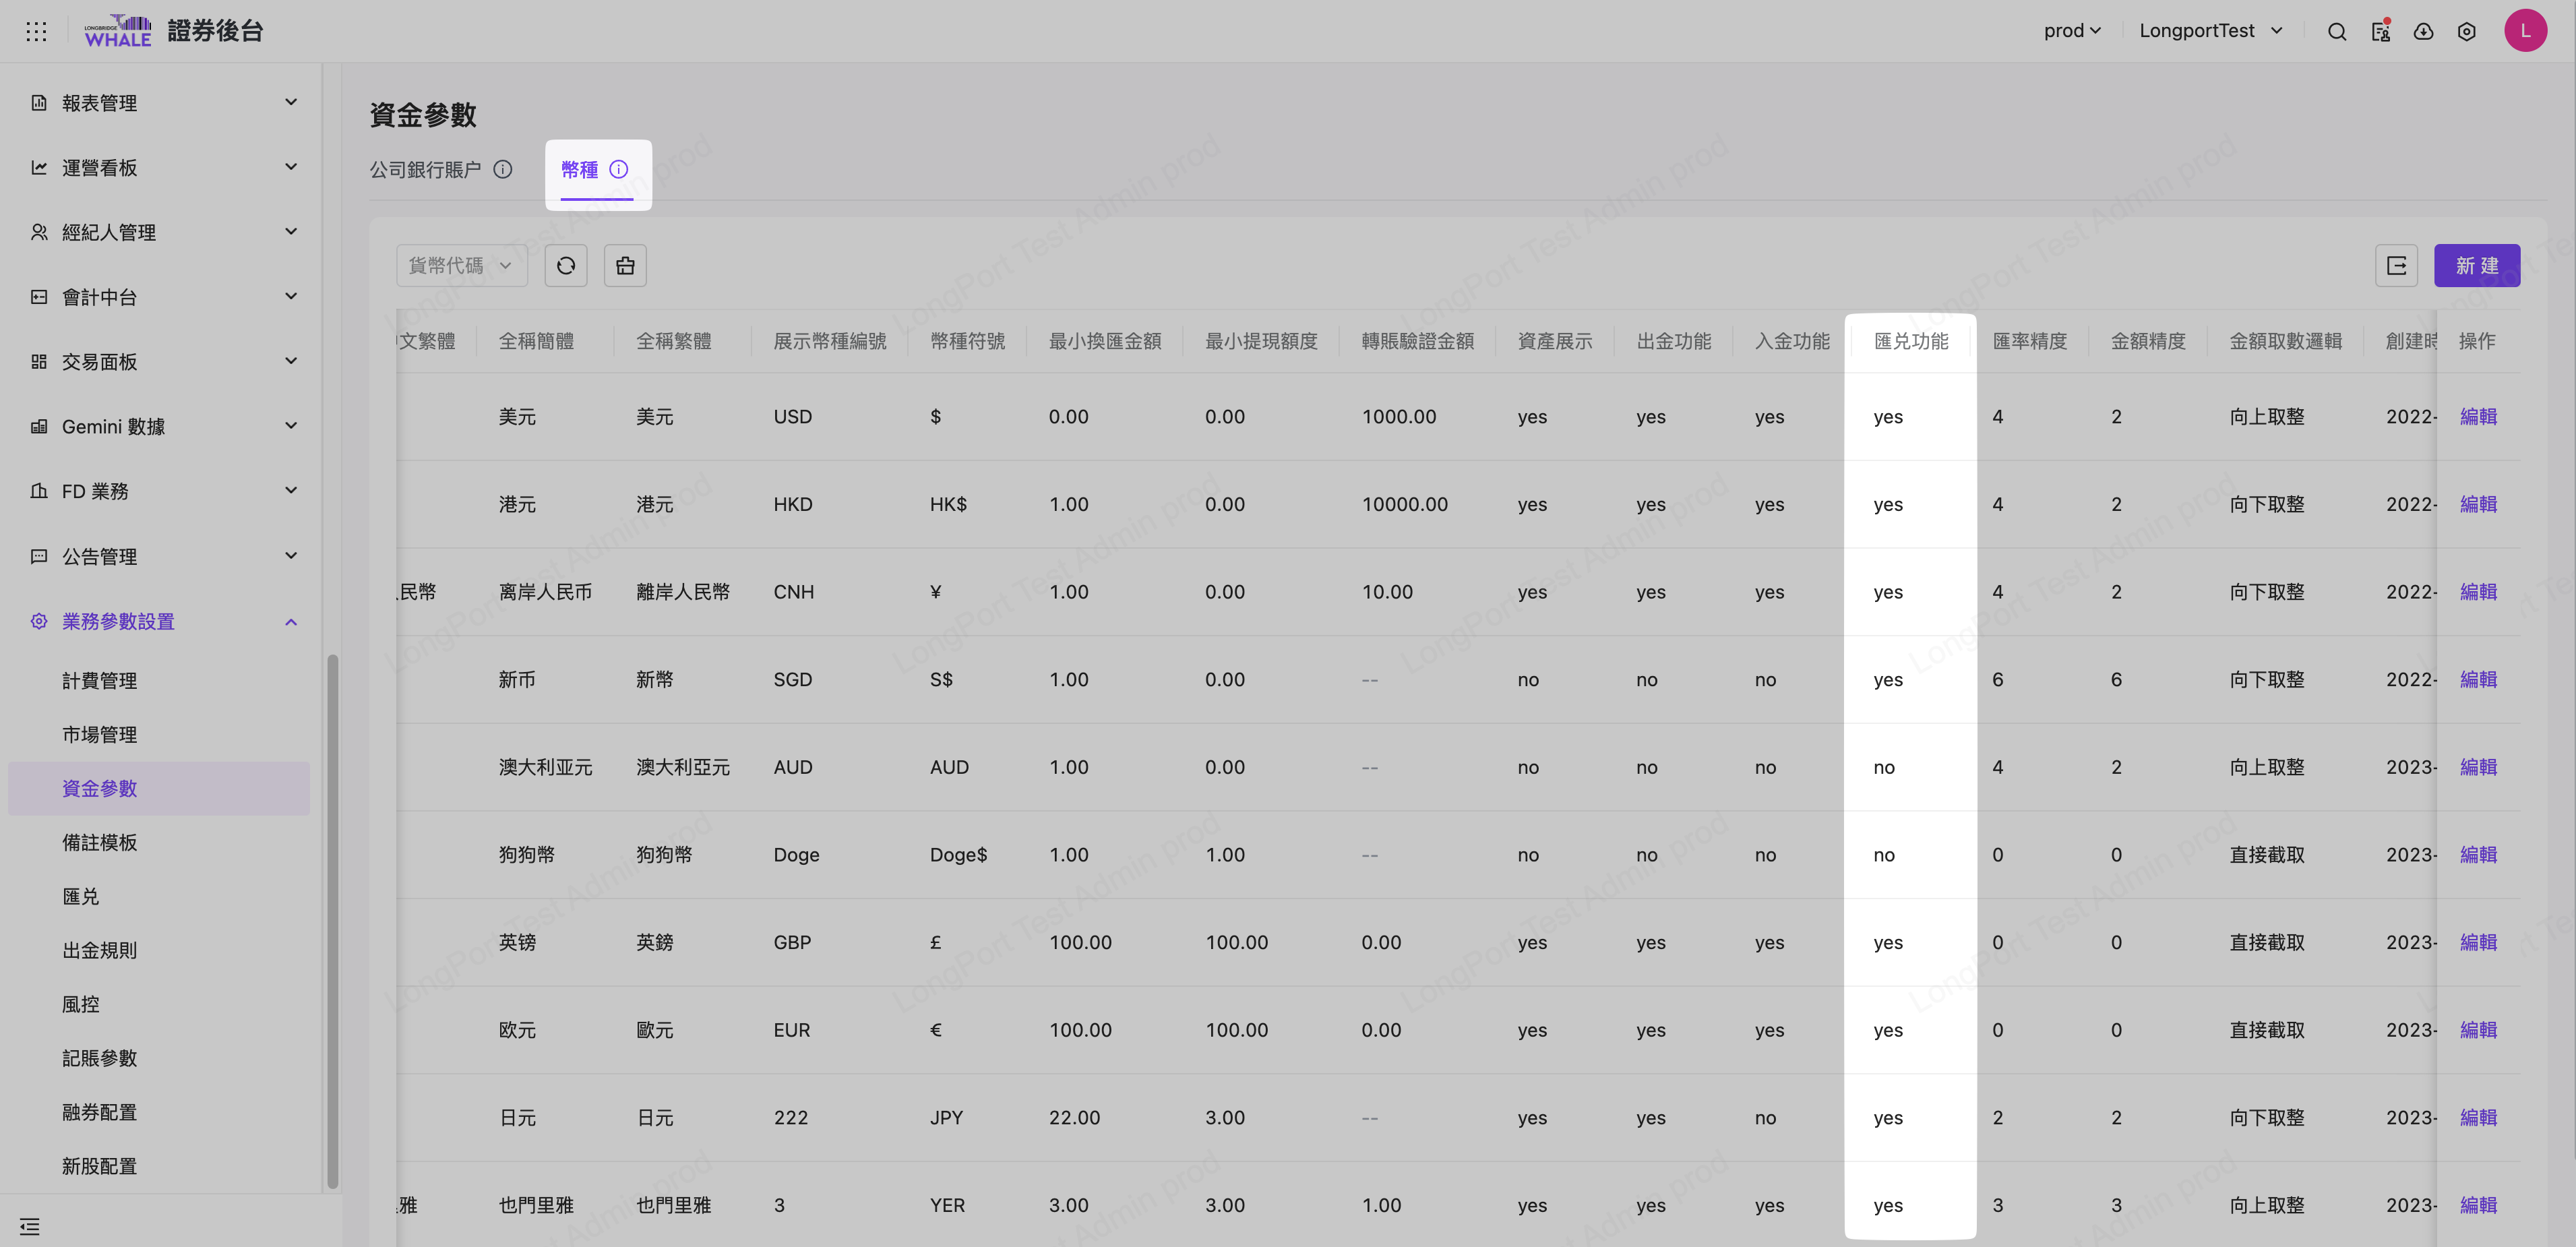 LONGBRIDGE
WHALE 證券後台 prod LongportTest L
報表管理
運營看板
經紀人管理
會計中台
交易面板
Gemini 數據
FD 業務
公告管理
業務參數設置
計費管理
市場管理
資金參數
備註模板
匯兑
出金規則
風控
記賬參數
融券配置
新股配置
資金參數
公司銀行賬户 幣種
貨幣代碼 新建
文繁體 全稱簡體 全稱繁體 展示幣種編號 幣種符號 最小換匯金額 最小提現額度 轉賬驗證金額 資產展示 出金功能 入金功能 匯兑功能 匯率精度 金額精度 金額取數邏輯 創建時 操作
美元 美元 USD $ 0.00 0.00 1000.00 yes yes yes yes 4 2 向上取整 2022- 編輯
港元 港元 HKD HK$ 1.00 0.00 10000.00 yes yes yes yes 4 2 向下取整 2022- 編輯
民幣 离岸人民币 離岸人民幣 CNH ¥ 1.00 0.00 10.00 yes yes yes yes 4 2 向下取整 2022- 編輯
新币 新幣 SGD S$ 1.00 0.00 -- no no no yes 6 6 向下取整 2022- 編輯
澳大利亚元 澳大利亞元 AUD AUD 1.00 0.00 -- no no no no 4 2 向上取整 2023- 編輯
狗狗幣 狗狗幣 Doge Doge$ 1.00 1.00 -- no no no no 0 0 直接截取 2023- 編輯
英镑 英鎊 GBP £ 100.00 100.00 0.00 yes yes yes yes 0 0 直接截取 2023- 編輯
欧元 歐元 EUR € 100.00 100.00 0.00 yes yes yes yes 0 0 直接截取 2023- 編輯
日元 日元 222 JPY 22.00 3.00 -- yes yes no yes 2 2 向下取整 2023- 編輯
雅 也門里雅 也門里雅 3 YER 3.00 3.00 1.00 yes yes yes yes 3 3 向上取整 2023- 編輯
LongPort Test Admin prod